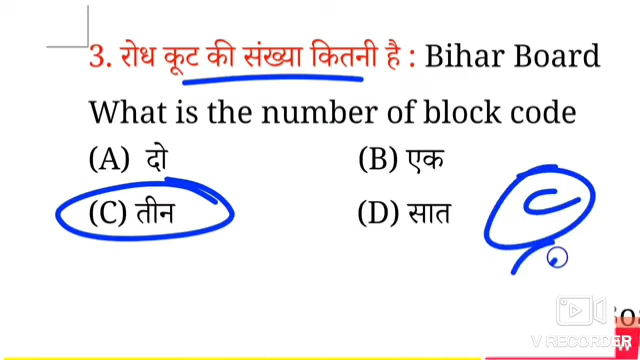 3. रोध कूट की संख्या कितनी है : Bihar Board
What is the number of block code
(A) दो
(B) एक
(C) तीन
(D) सात
C
V RECORDER